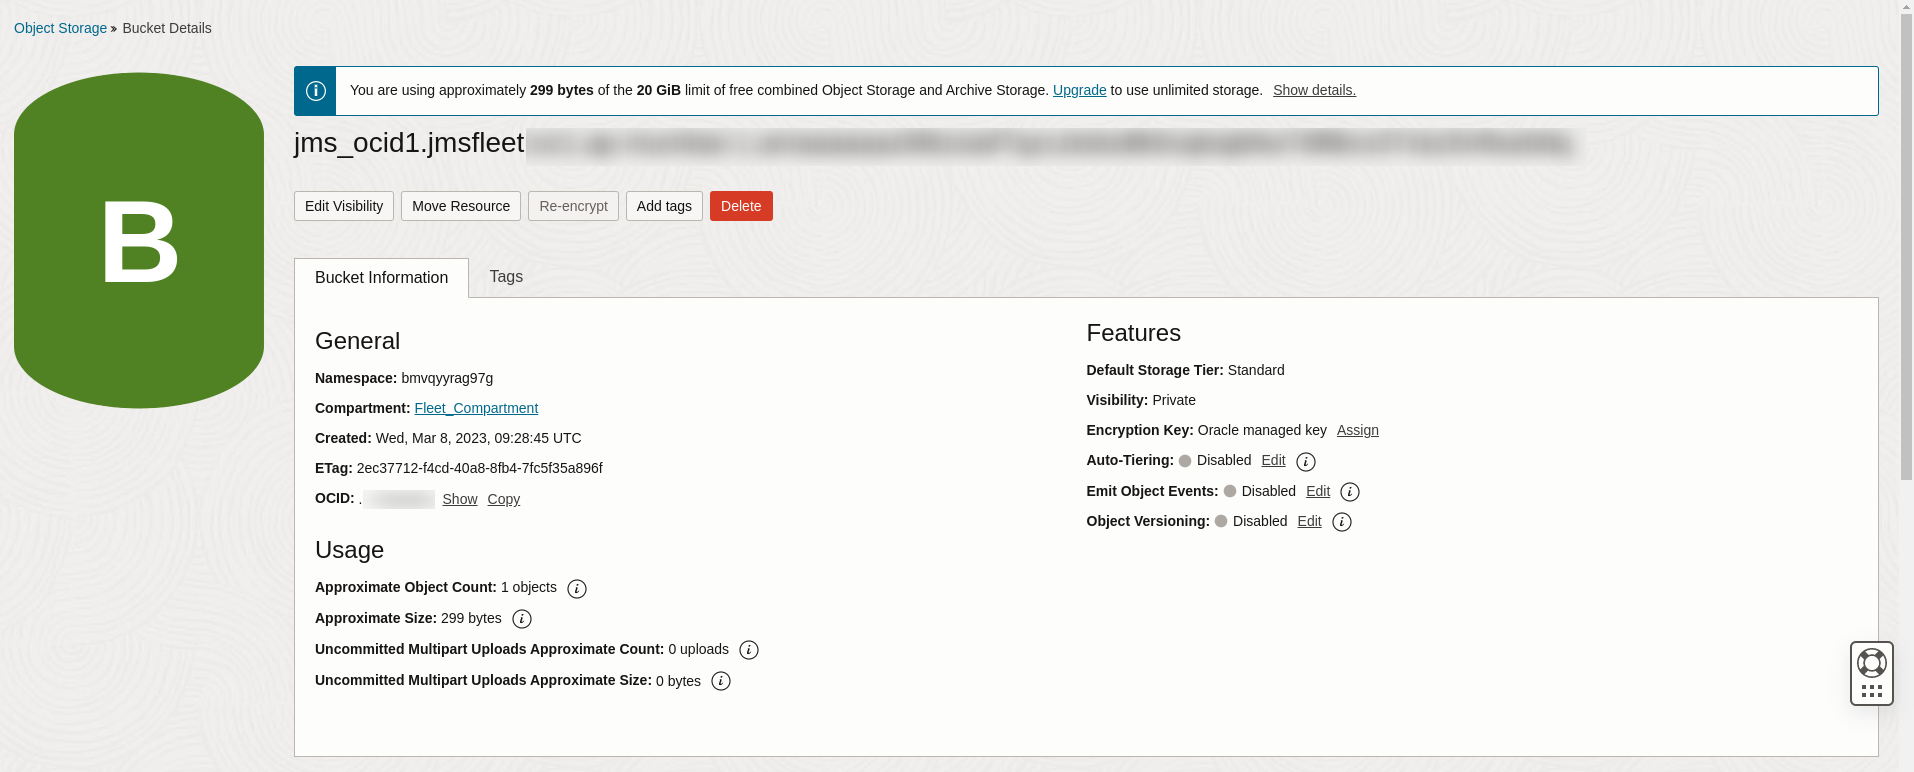 Object Storage » Bucket Details
You are using approximately 299 bytes of the 20 GiB limit of free combined Object Storage and Archive Storage. Upgrade to use unlimited storage. Show details.
B
jms_ocid1.jmsfleet
Edit Visibility Move Resource Re-encrypt Add tags Delete
Bucket Information Tags
General
Namespace: bmvqyyrag97g
Compartment: Fleet_Compartment
Created: Wed, Mar 8, 2023, 09:28:45 UTC
ETag: 2ec37712-f4cd-40a8-8fb4-7fc5f35a896f
OCID: . Show Copy
Usage
Approximate Object Count: 1 objects
Approximate Size: 299 bytes
Uncommitted Multipart Uploads Approximate Count: 0 uploads
Uncommitted Multipart Uploads Approximate Size: 0 bytes
Features
Default Storage Tier: Standard
Visibility: Private
Encryption Key: Oracle managed key Assign
Auto-Tiering: Disabled Edit
Emit Object Events: Disabled Edit
Object Versioning: Disabled Edit